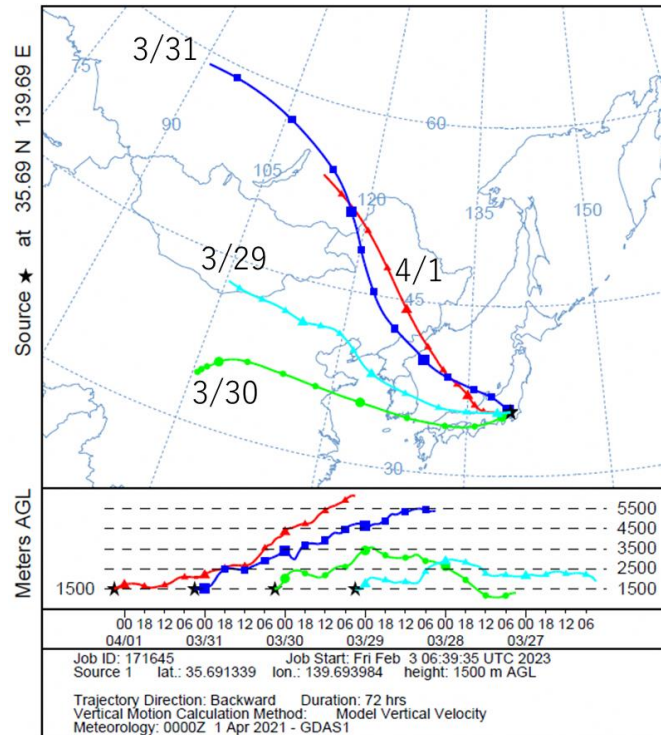 Source ★ at 35.69 N 139.69 E
3/31
75
90
60
105
120
135
150
3/29
4/1
45
3/30
30
Meters AGL
5500
4500
3500
2500
1500
1500
00 18 12 06 00 18 12 06 00 18 12 06 00 18 12 06 00 18 12 06 00 18 12 06
04/01 03/31 03/30 03/29 03/28 03/27
Job ID: 171645 Job Start: Fri Feb 3 06:39:35 UTC 2023
Source 1 lat.: 35.691339 lon.: 139.693984 height: 1500 m AGL
Trajectory Direction: Backward Duration: 72 hrs
Vertical Motion Calculation Method: Model Vertical Velocity
Meteorology: 0000Z 1 Apr 2021 - GDAS1